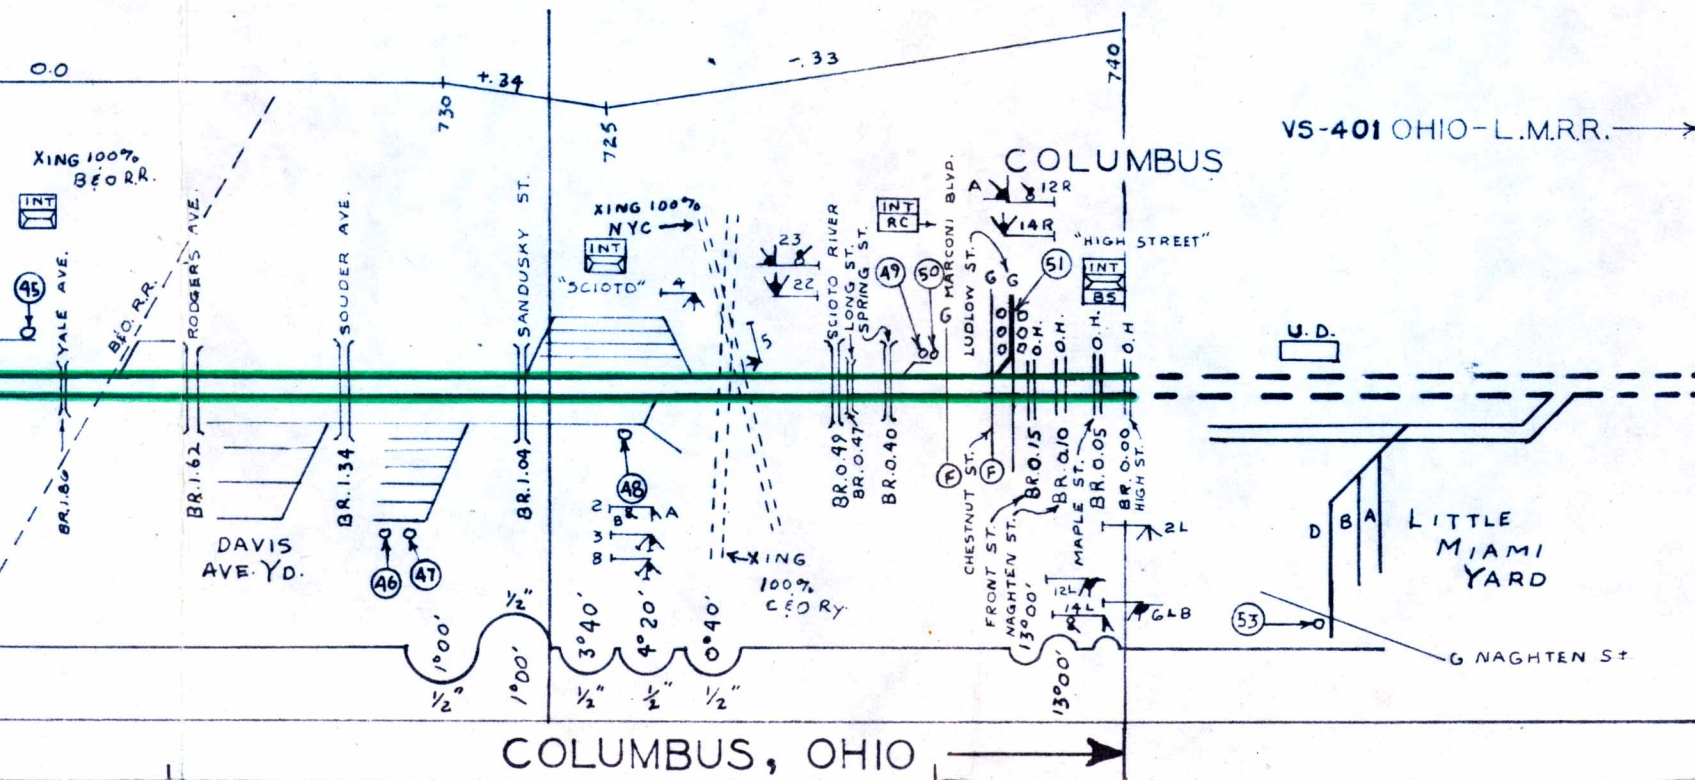 0.0
+.34
-.33
730
725
740
VS-401 OHIO-L.M.R.R.
COLUMBUS
XING 100%
B&O R.R.
INT
45
YALE AVE.
B&O. R.R.
RODGERS AVE.
SOUDER AVE.
SANDUSKY ST.
XING 100%
NYC
INT
"SCIOTO"
4
23
22
5
SCIOTO RIVER
LONG ST.
SPRING ST.
INT
RC
49
50
G MARCONI BLVD.
LUDLOW ST.
A
12R
14R
G
G
51
"HIGH STREET"
INT
BS
O.H.
O.H.
O.H.
O.H
U.D.
BR.1.86
BR.1.62
BR.1.34
BR.1.04
48
2
B
A
3
8
DAVIS
AVE. YD.
46
47
XING
100%
C&O RY.
BR.0.49
BR.0.47
BR.0.40
F
F
CHESTNUT ST.
FRONT ST.
NAGHTEN ST.
BR.0.15
BR.0.10
MAPLE ST.
BR.0.05
BR.0.00
HIGH ST.
2L
12L
14L
6LB
D
B
A
LITTLE
MIAMI
YARD
53
G NAGHTEN St
1°00'
1/2"
1/2"
1°00'
3°40'
1/2"
4°20'
1/2"
0°40'
1/2"
13°00'
13°00'
COLUMBUS, OHIO